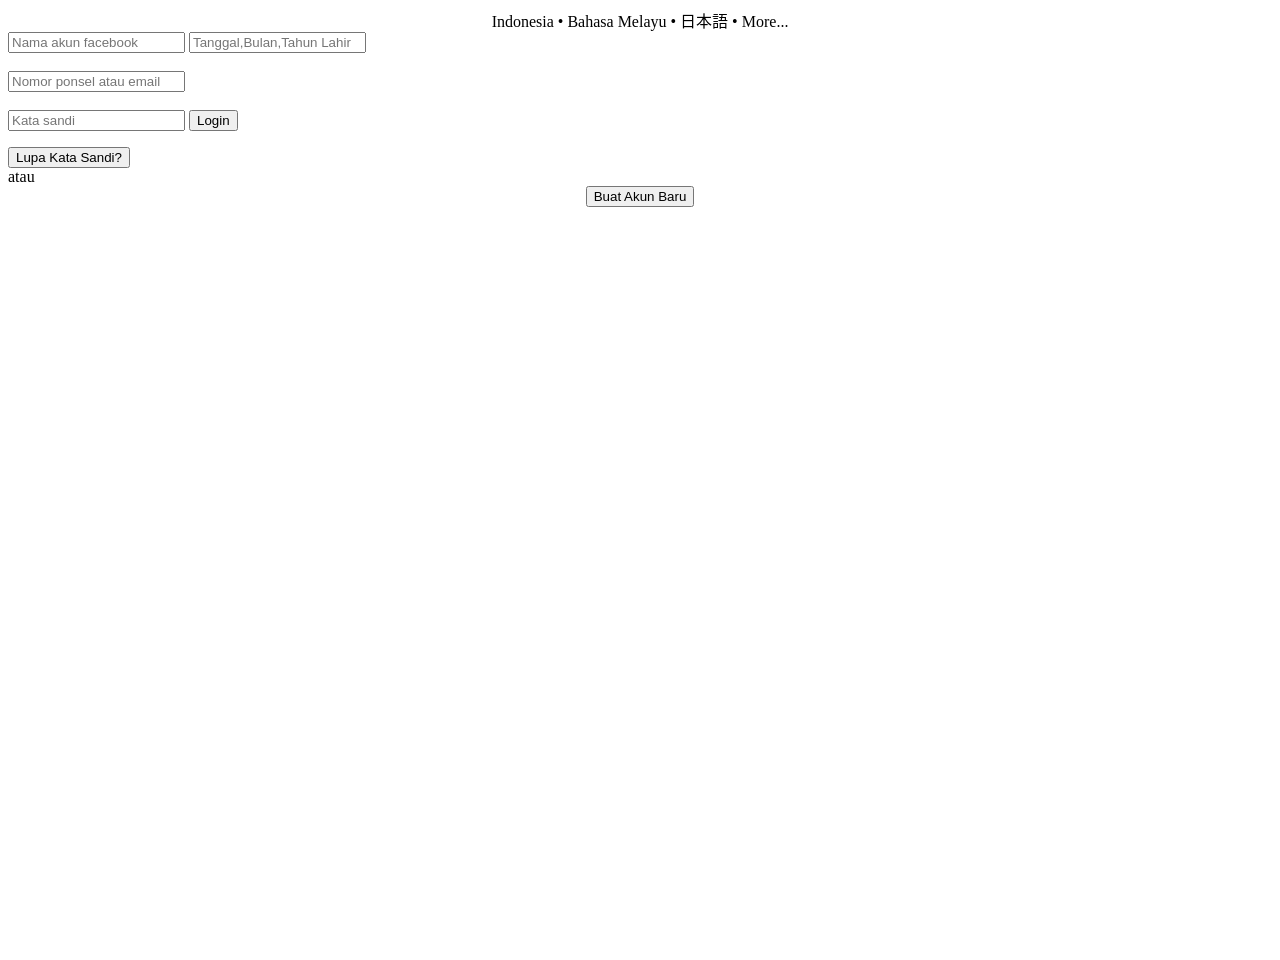 Indonesia • Bahasa Melayu • 日本語 • More...
Nama akun facebook Tanggal,Bulan,Tahun Lahir
Nomor ponsel atau email
Kata sandi Login
Lupa Kata Sandi?
atau
Buat Akun Baru